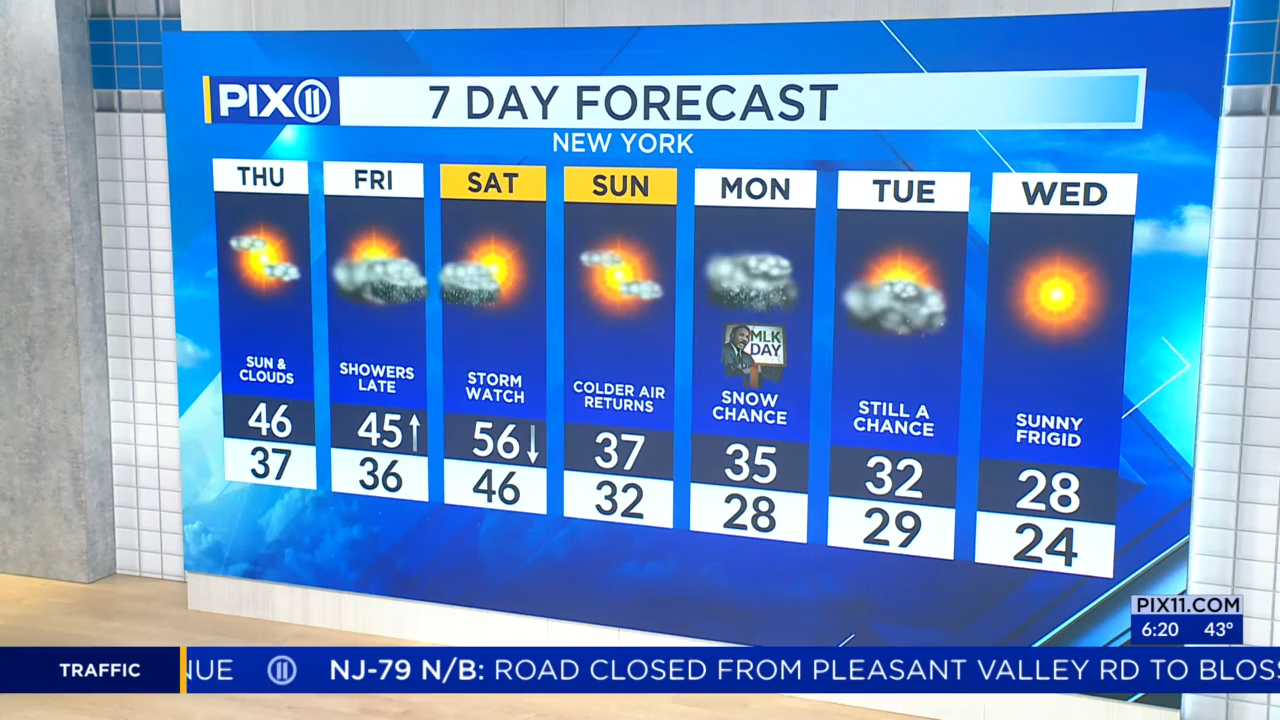 PIX 11
7 DAY FORECAST
NEW YORK
THU
SUN &
CLOUDS
46
37
FRI
SHOWERS
LATE
45↑
36
SAT
STORM
WATCH
56↓
46
SUN
COLDER AIR
RETURNS
37
32
MON
MLK
DAY
SNOW
CHANCE
35
28
TUE
STILL A
CHANCE
32
29
WED
SUNNY
FRIGID
28
24
PIX11.COM
6:20 43°
TRAFFIC NUE 11 NJ-79 N/B: ROAD CLOSED FROM PLEASANT VALLEY RD TO BLOSS